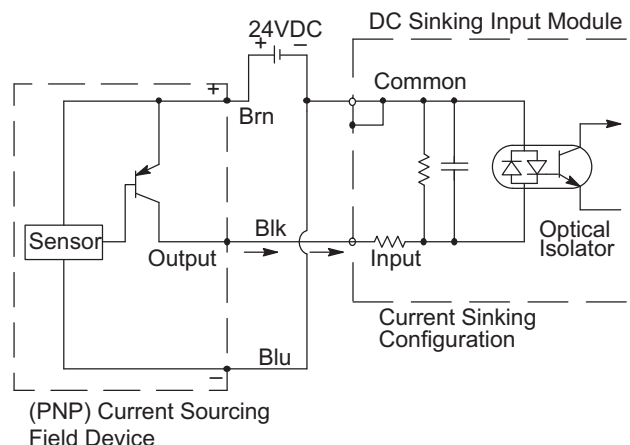 24VDC
+ −
DC Sinking Input Module
Common
+
Brn
Sensor
Output
Blk
Input
Optical
Isolator
Current Sinking
Configuration
Blu
−
(PNP) Current Sourcing
Field Device